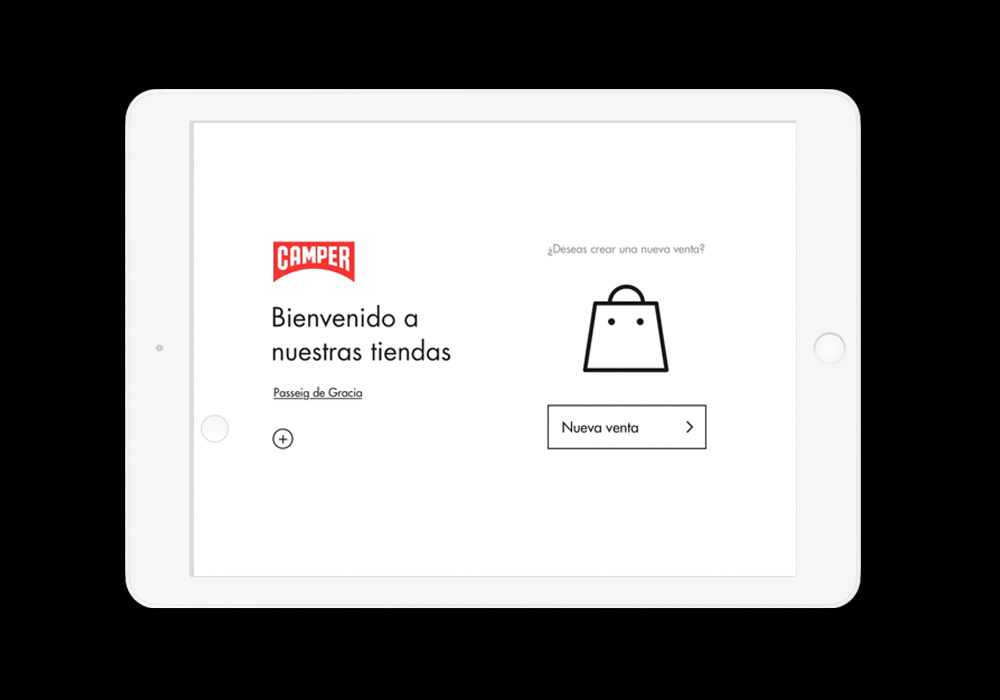 CAMPER
Bienvenido a
nuestras tiendas
Passeig de Gracia
¿Deseas crear una nueva venta?
Nueva venta